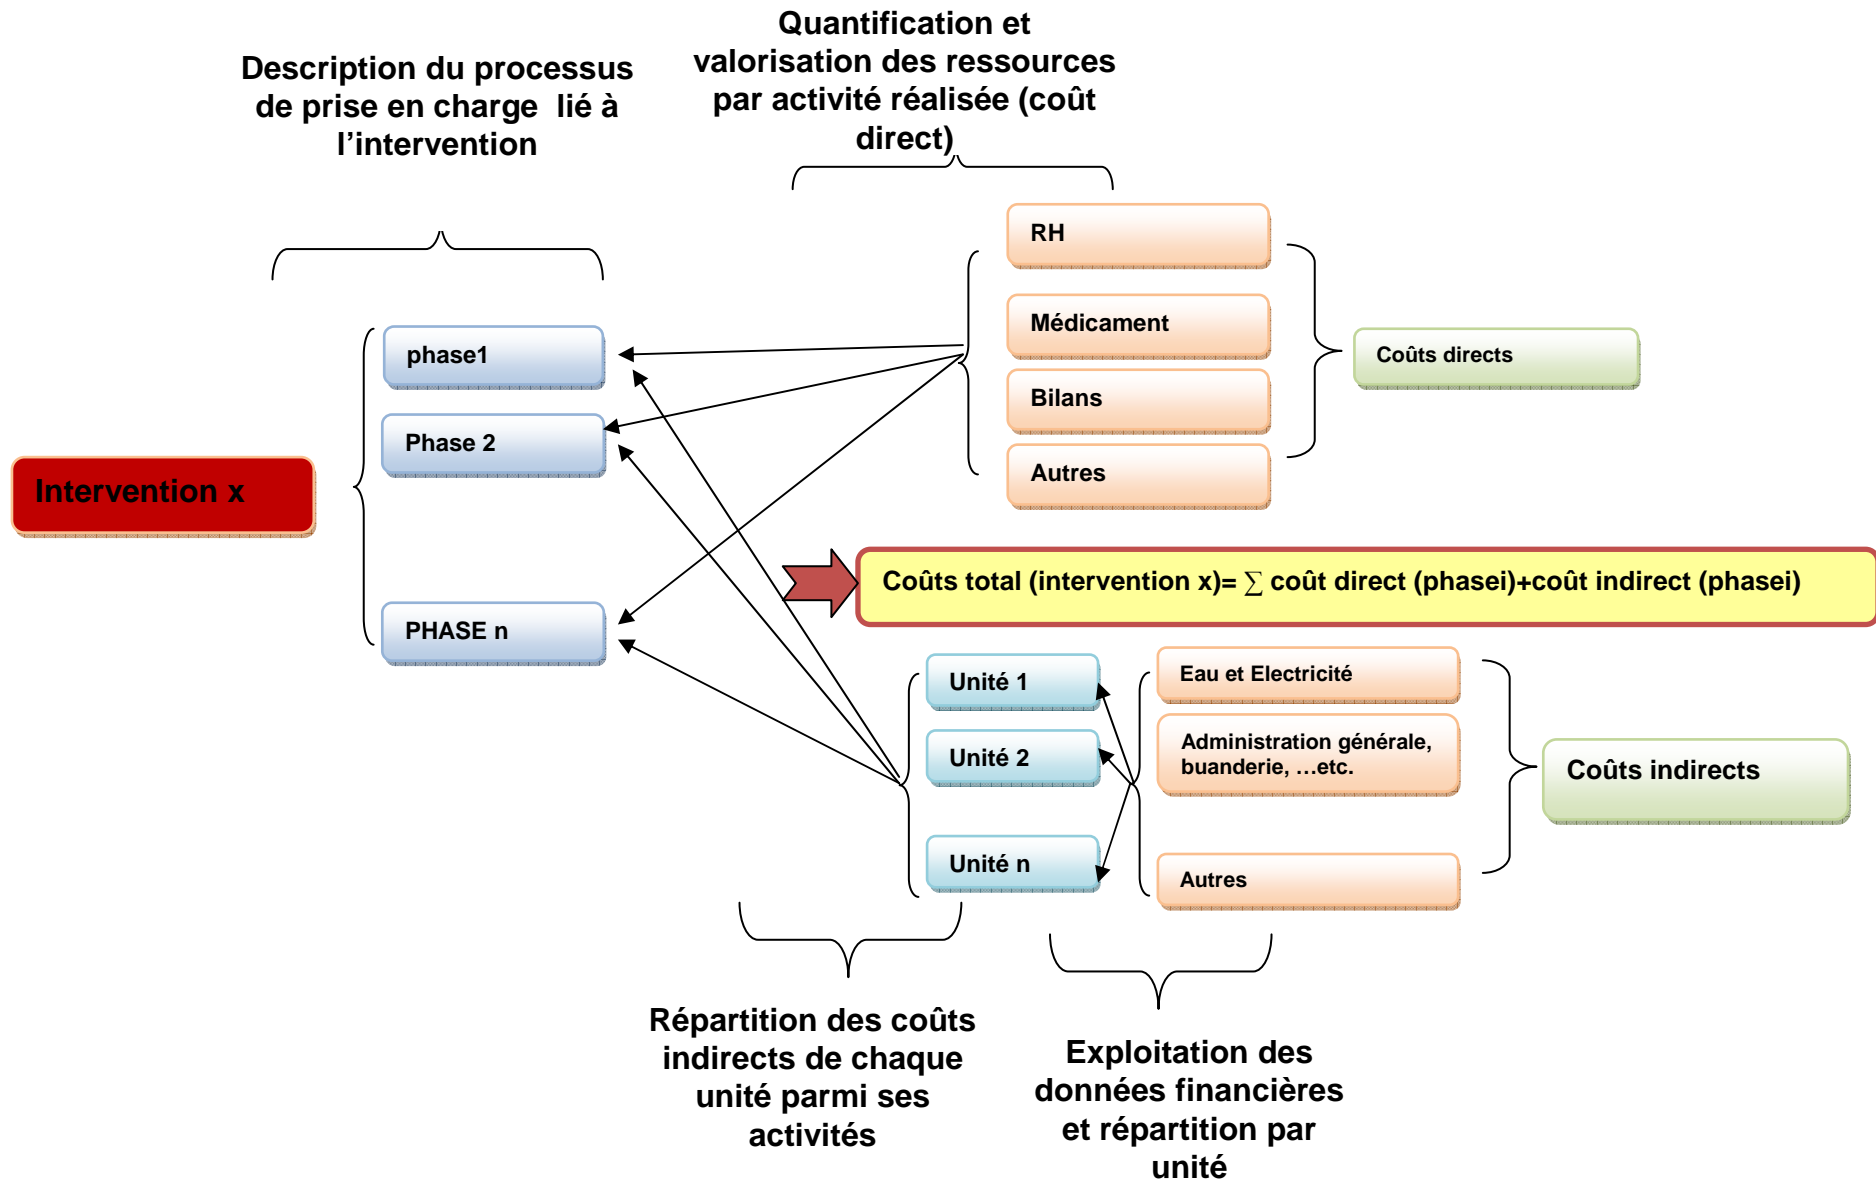 Quantification et
valorisation des ressources
par activité réalisée (coût
direct)
Description du processus
de prise en charge  lié à
l’intervention
RH
Médicament
Bilans
Autres
Coûts directs
phase1
Phase 2
PHASE n
Intervention x
Coûts total (intervention x)= ∑ coût direct (phasei)+coût indirect (phasei)
Unité 1
Unité 2
Unité n
Eau et Electricité
Administration générale,
buanderie, …etc.
Autres
Coûts indirects
Répartition des coûts
indirects de chaque
unité parmi ses
activités
Exploitation des
données financières
et répartition par
unité